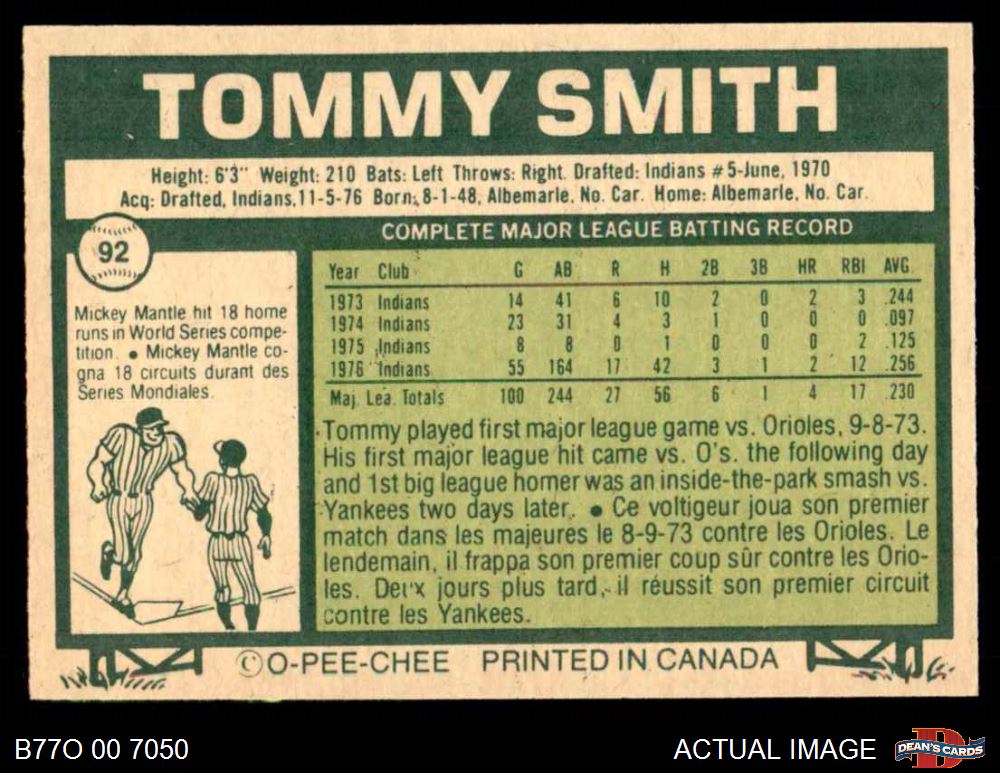 TOMMY SMITH
Height: 6'3" Weight: 210 Bats: Left Throws: Right. Drafted: Indians #5-June, 1970
Acq: Drafted, Indians, 11-5-76 Born: 8-1-48, Albemarle, No. Car. Home: Albemarle, No. Car.
92
Mickey Mantle hit 18 home
runs in World Series compe-
tition. ● Mickey Mantle co-
gna 18 circuits durant des
Series Mondiales.
COMPLETE MAJOR LEAGUE BATTING RECORD
Year Club G AB R H 2B 3B HR RBI AVG.
1973 Indians 14 41 6 10 2 0 2 3 .244
1974 Indians 23 31 4 3 1 0 0 0 .097
1975 Indians 8 8 0 1 0 0 0 2 .125
1976 Indians 55 164 17 42 3 1 2 12 .256
Maj. Lea. Totals 100 244 27 56 6 1 4 17 .230
Tommy played first major league game vs. Orioles, 9-8-73.
His first major league hit came vs. O's. the following day
and 1st big league homer was an inside-the-park smash vs.
Yankees two days later. ● Ce voltigeur joua son premier
match dans les majeures le 8-9-73 contre les Orioles. Le
lendemain, il frappa son premier coup sûr contre les Orio-
les. Deux jours plus tard, il réussit son premier circuit
contre les Yankees.
© O-PEE-CHEE PRINTED IN CANADA
B77O 00 7050
ACTUAL IMAGE
D
DEAN'S CARDS